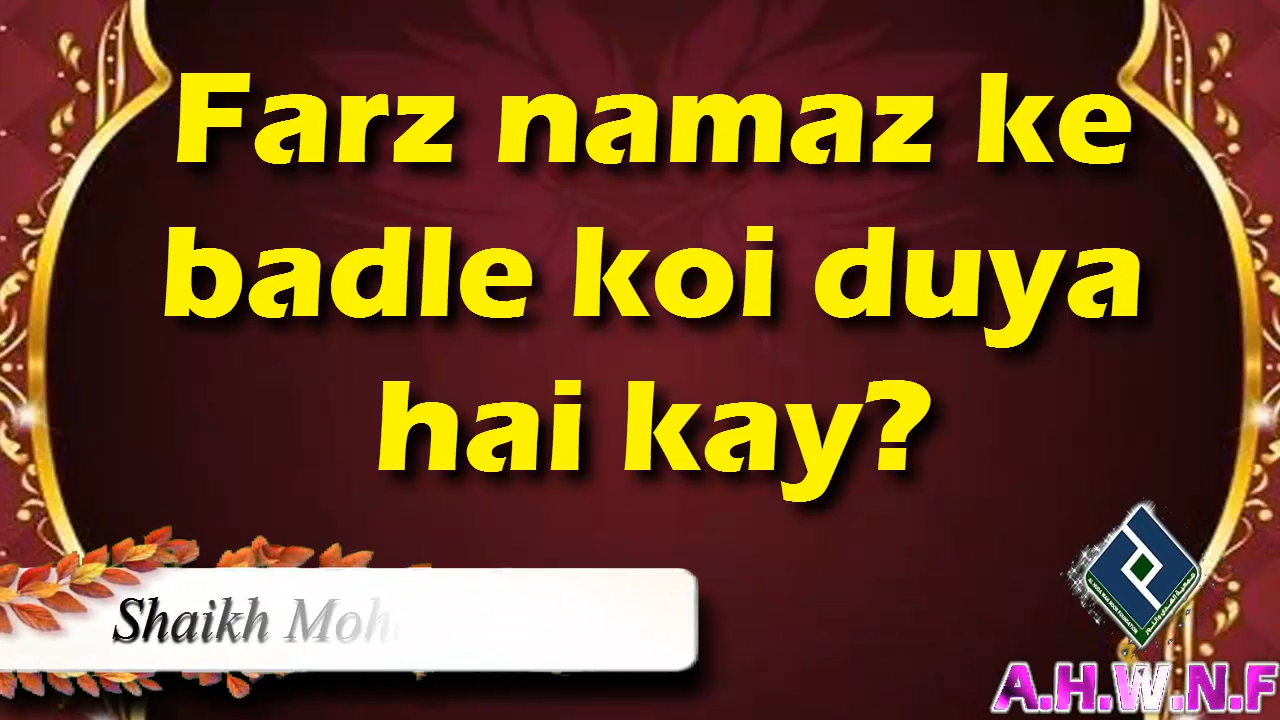 Farz namaz ke
badle koi duya
hai kay?
Shaikh Moh
A.H.W.N.F